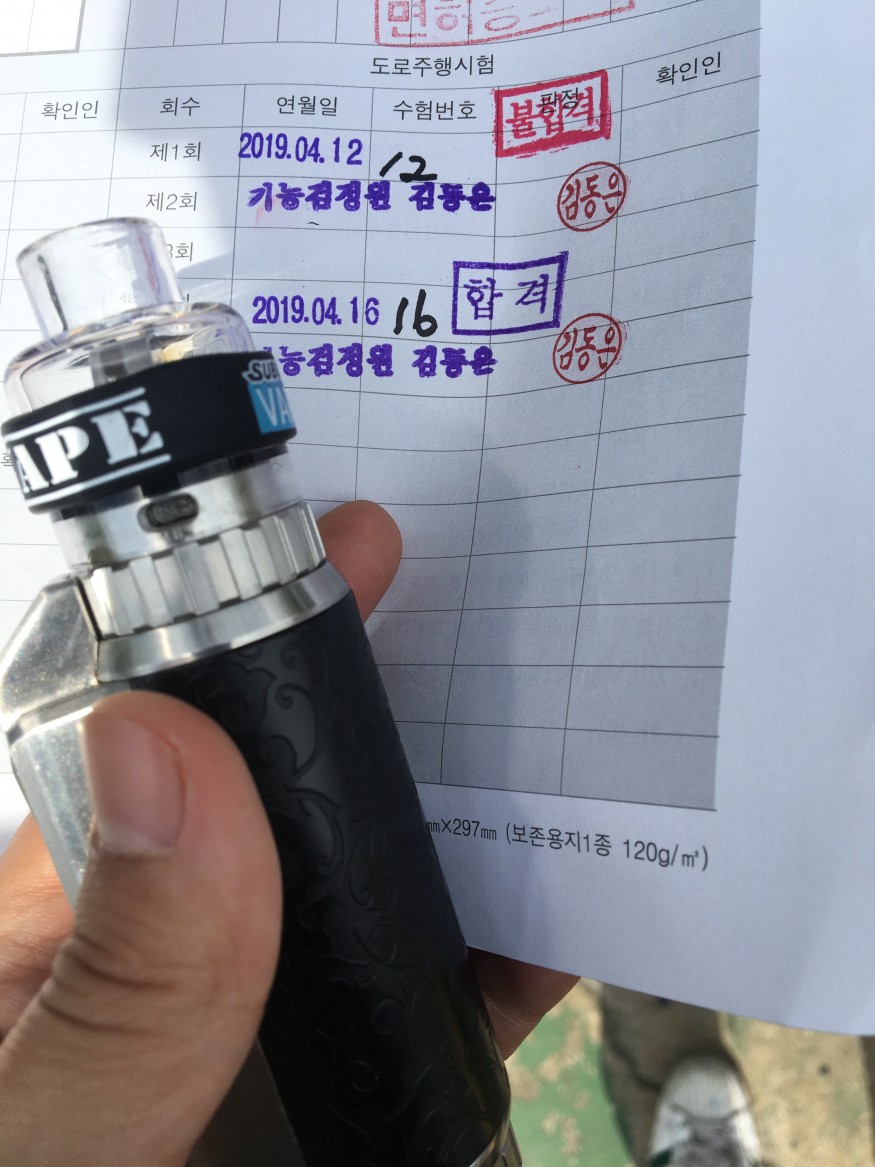 면허
도로주행시험
확인인 회수 연월일 수험번호 판정 확인인
불합격
제1회 2019.04.12 12
제2회 기능검정원 김동은 김동은
회
2019.04.16 16 합격
능검정원 김동은 김동은
SUB
VA
APE
㎜×297㎜ (보존용지1종 120g/㎡)